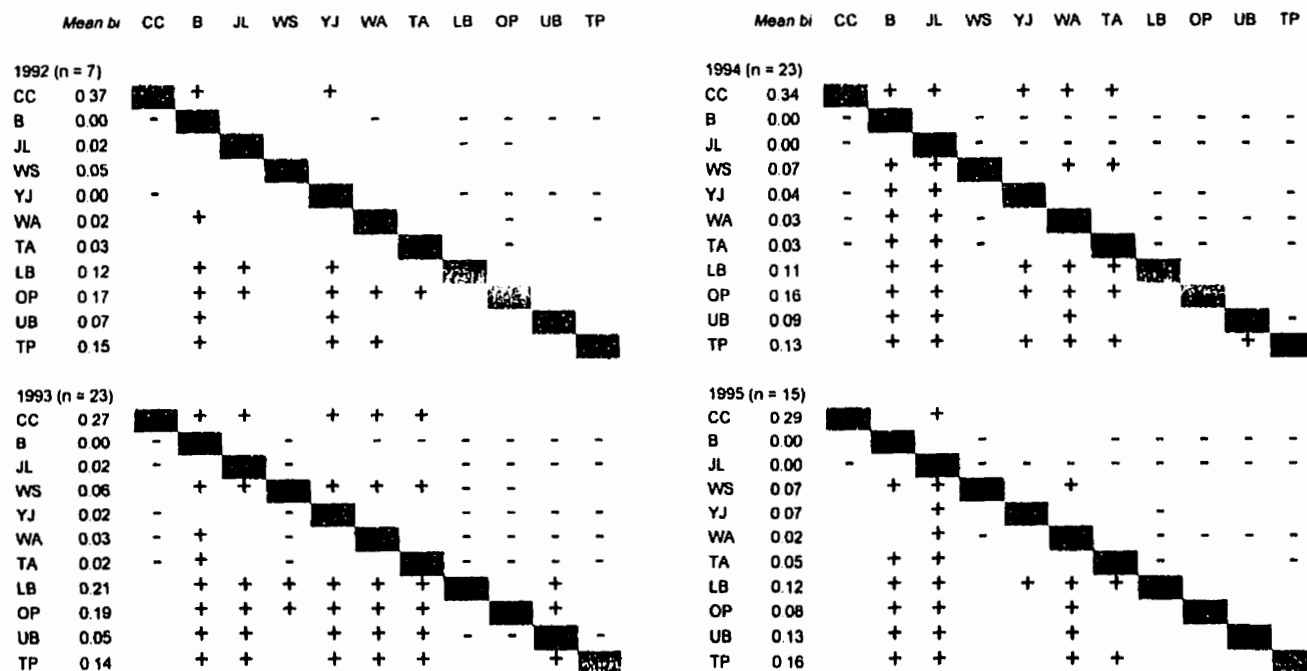 Mean bi CC B JL WS YJ WA TA LB OP UB TP
1992 (n = 7)
CC 0.37 + +
B 0.00 - - - - - -
JL 0.02 - -
WS 0.05
YJ 0.00 - - - - -
WA 0.02 + - -
TA 0.03 -
LB 0.12 + + +
OP 0.17 + + + + +
UB 0.07 + +
TP 0.15 + + +
1993 (n = 23)
CC 0.27 + + + + +
B 0.00 - - - - - - - -
JL 0.02 - - - - - -
WS 0.06 + + + + + - -
YJ 0.02 - - - - - -
WA 0.03 - + - - - - -
TA 0.02 - + - - - - -
LB 0.21 + + + + + + +
OP 0.19 + + + + + + +
UB 0.05 + + + + + - - -
TP 0 14 + + + + + +
Mean bi CC B JL WS YJ WA TA LB OP UB TP
1994 (n = 23)
CC 0.34 + + + + +
B 0.00 - - - - - - - - -
JL 0.00 - - - - - - - - -
WS 0.07 + + + +
YJ 0.04 - + + - - -
WA 0.03 - + + - - - - -
TA 0.03 - + + - - - -
LB 0.11 + + + + +
OP 0.16 + + + + +
UB 0.09 + + + -
TP 0.13 + + + + + +
1995 (n = 15)
CC 0.29 +
B 0.00 - - - - - -
JL 0.00 - - - - - - - - -
WS 0.07 + + +
YJ 0.07 + -
WA 0.02 + - - - - -
TA 0.05 + + - -
LB 0.12 + + + + +
OP 0.08 + + +
UB 0.13 + + +
TP 0.16 + + + +